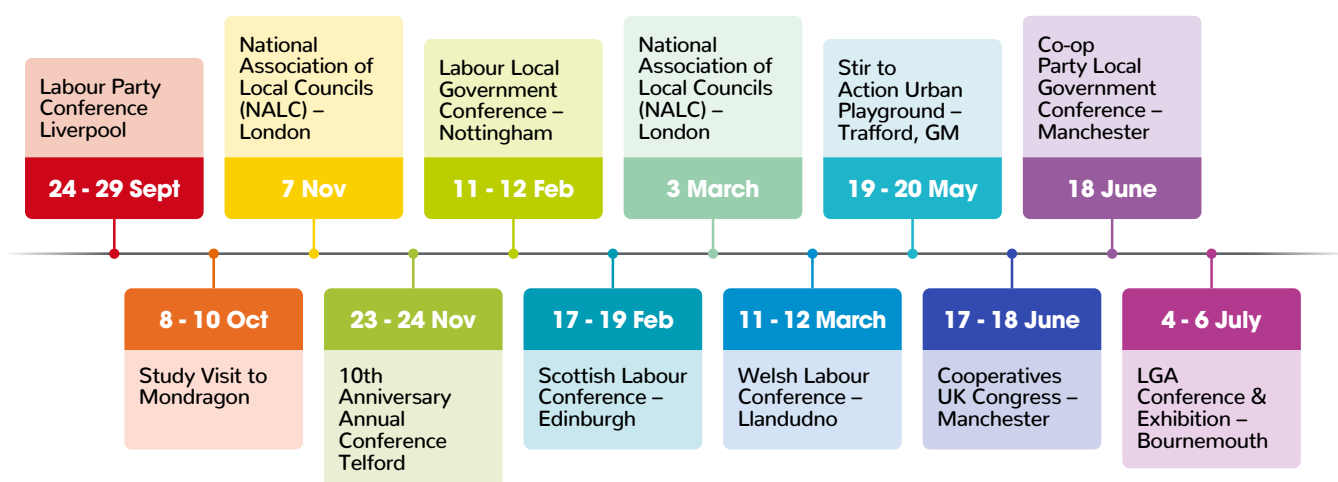 Labour Party
Conference
Liverpool
24 - 29 Sept
8 - 10 Oct
Study Visit to
Mondragon
National
Association of
Local Councils
(NALC) –
London
7 Nov
23 - 24 Nov
10th
Anniversary
Annual
Conference
Telford
Labour Local
Government
Conference –
Nottingham
11 - 12 Feb
17 - 19 Feb
Scottish Labour
Conference –
Edinburgh
National
Association of
Local Councils
(NALC) –
London
3 March
11 - 12 March
Welsh Labour
Conference –
Llandudno
Stir to
Action Urban
Playground –
Trafford, GM
19 - 20 May
17 - 18 June
Cooperatives
UK Congress –
Manchester
Co-op
Party Local
Government
Conference –
Manchester
18 June
4 - 6 July
LGA
Conference &
Exhibition –
Bournemouth